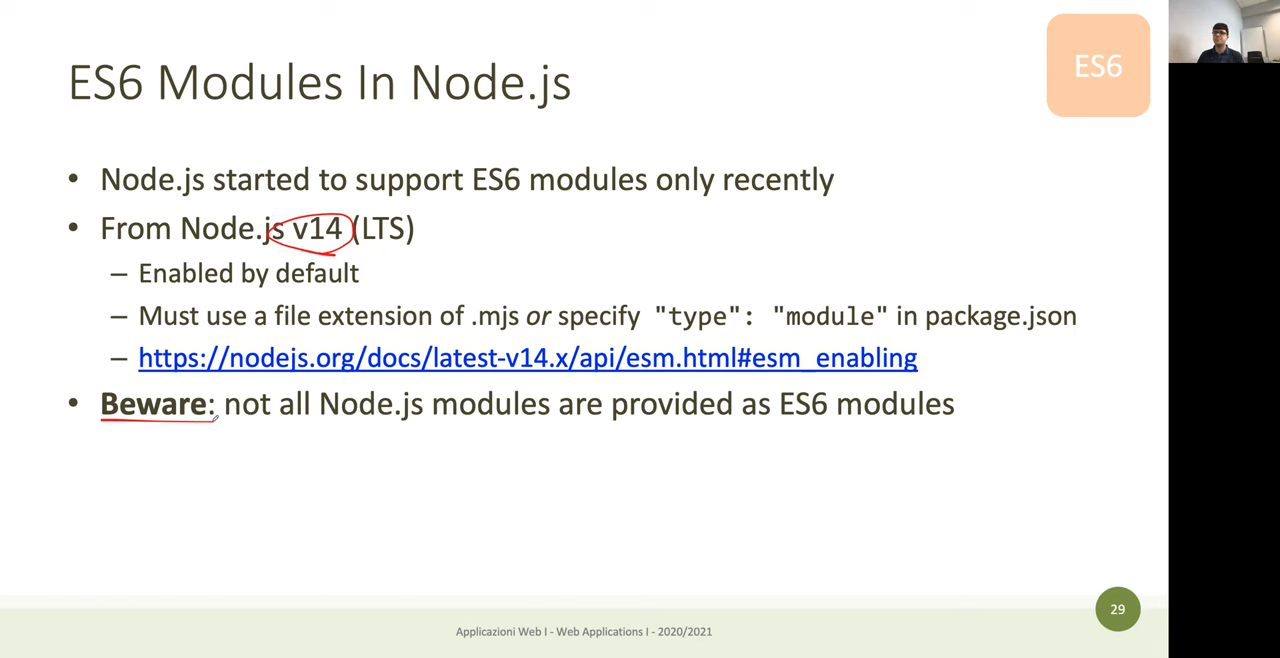 ES6 Modules In Node.js
ES6
• Node.js started to support ES6 modules only recently
• From Node.js v14 (LTS)
– Enabled by default
– Must use a file extension of .mjs or specify "type": "module" in package.json
– https://nodejs.org/docs/latest-v14.x/api/esm.html#esm_enabling
• Beware: not all Node.js modules are provided as ES6 modules
29
Applicazioni Web I - Web Applications I - 2020/2021